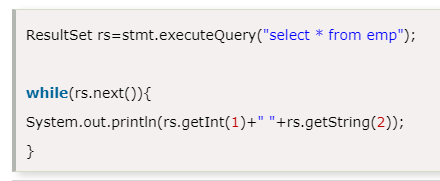 ResultSet rs=stmt.executeQuery("select * from emp");
while(rs.next()){
System.out.println(rs.getInt(1)+" "+rs.getString(2));
}